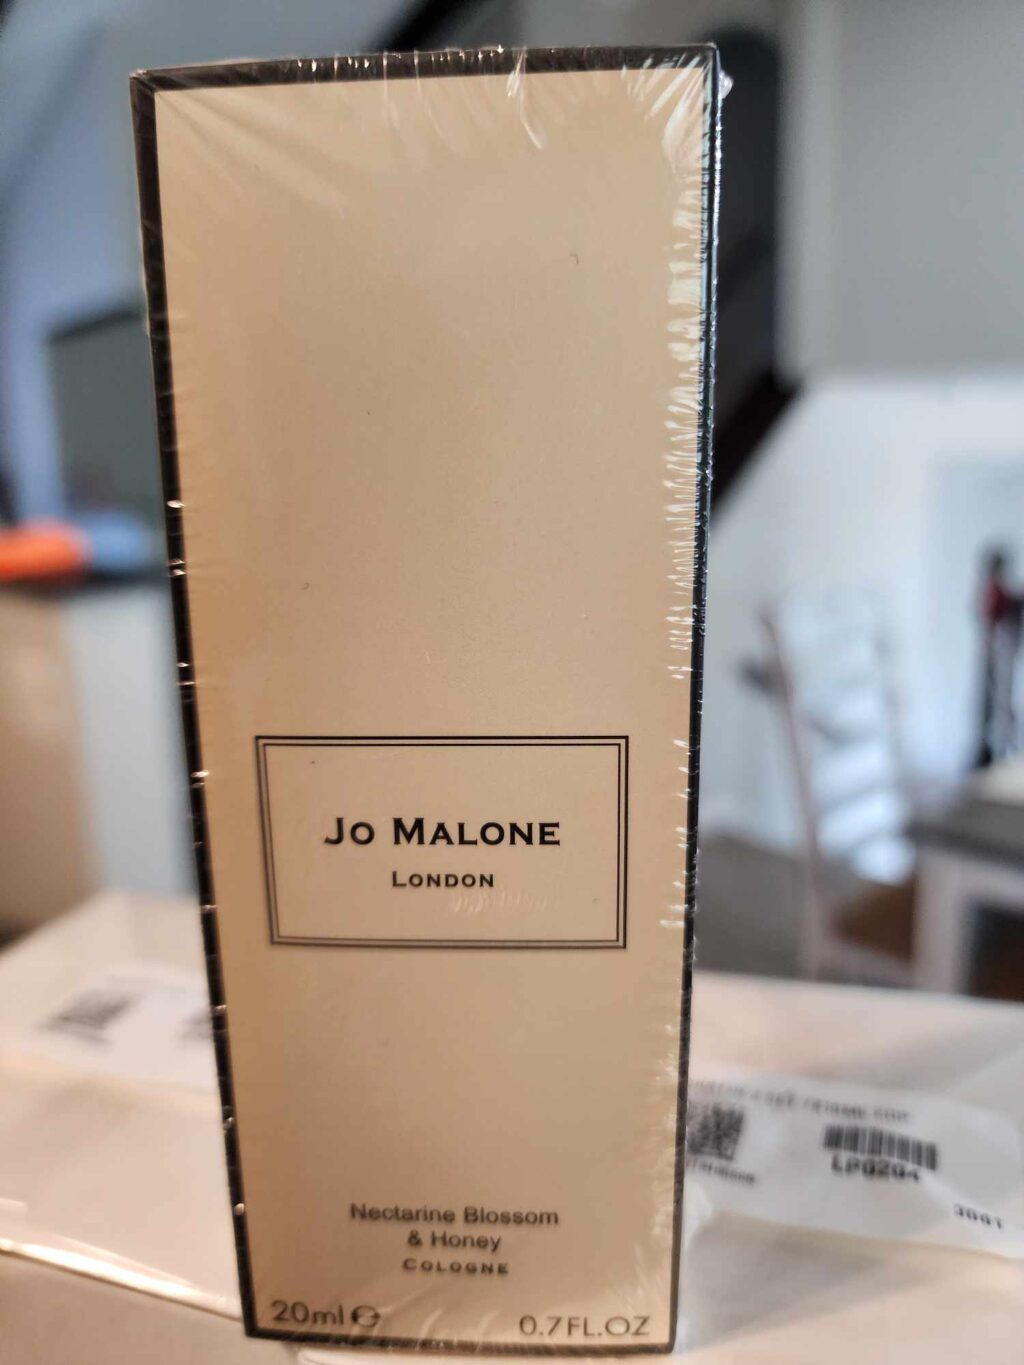 Jo Malone
London
Nectarine Blossom
& Honey
Cologne
20ml ℮
0.7FL.OZ
LP0204
3001